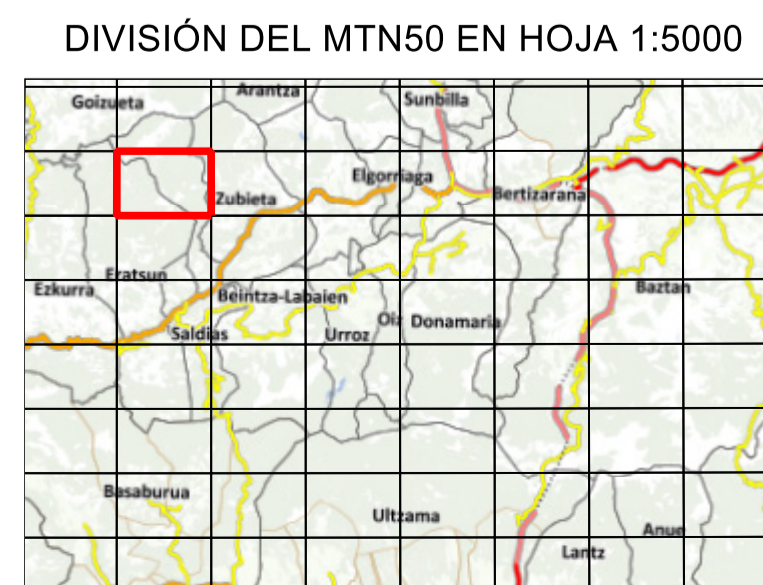 DIVISIÓN DEL MTN50 EN HOJA 1:5000
Arantza
Goizueta
Sunbilla
Elgorriaga
Zubieta
Bertizarana
Eratsun
Ezkurra
Beintza-Labaien
Baztan
Saldias
Urroz
Oiz
Donamaria
Basaburua
Ultzama
Anue
Lantz